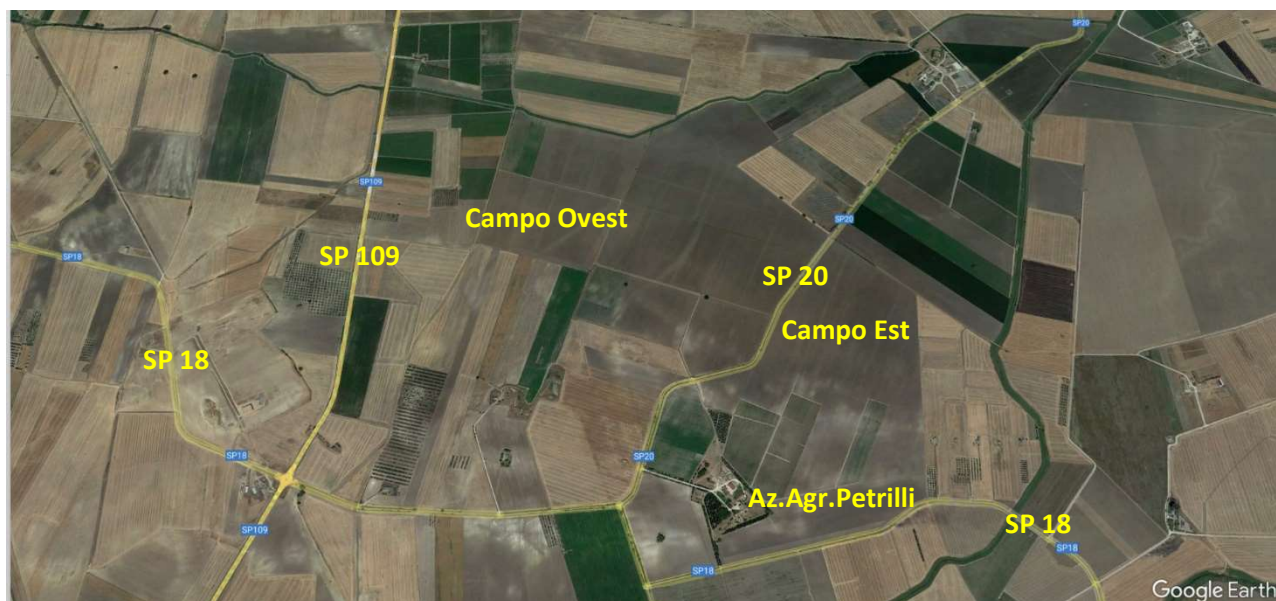 SP20
SP109
Campo Ovest
SP20
SP 109
SP18
SP 20
Campo Est
SP 18
SP18
SP20
Az.Agr.Petrilli
SP109
SP 18
SP18
SP18
Google Earth